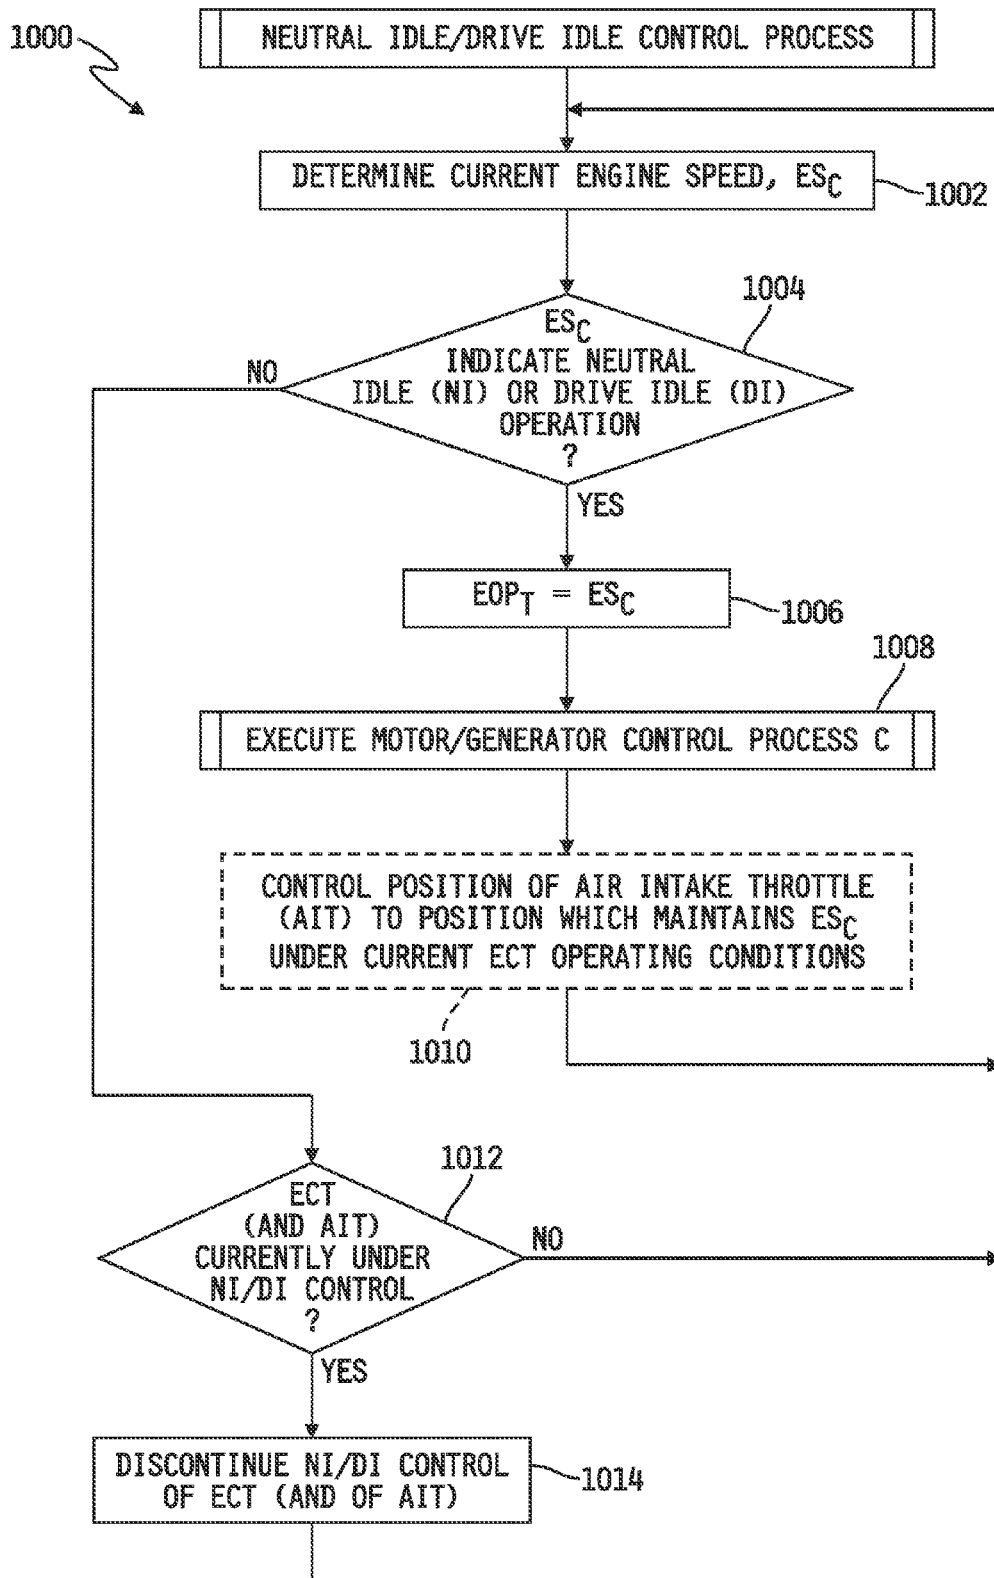 1000
NEUTRAL IDLE/DRIVE IDLE CONTROL PROCESS
DETERMINE CURRENT ENGINE SPEED, ESC
1002
1004
ESC
INDICATE NEUTRAL
IDLE (NI) OR DRIVE IDLE (DI)
OPERATION
?
NO
YES
EOPT = ESC
1006
1008
EXECUTE MOTOR/GENERATOR CONTROL PROCESS C
CONTROL POSITION OF AIR INTAKE THROTTLE
(AIT) TO POSITION WHICH MAINTAINS ESC
UNDER CURRENT ECT OPERATING CONDITIONS
1010
1012
ECT
(AND AIT)
CURRENTLY UNDER
NI/DI CONTROL
?
NO
YES
DISCONTINUE NI/DI CONTROL
OF ECT (AND OF AIT)
1014